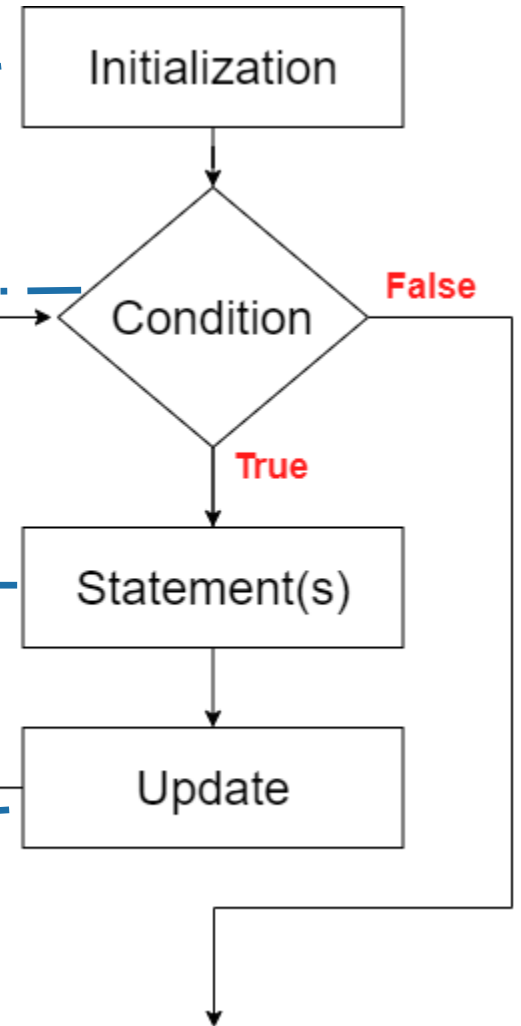 Initialization
False
Condition
True
Statement(s)
Update